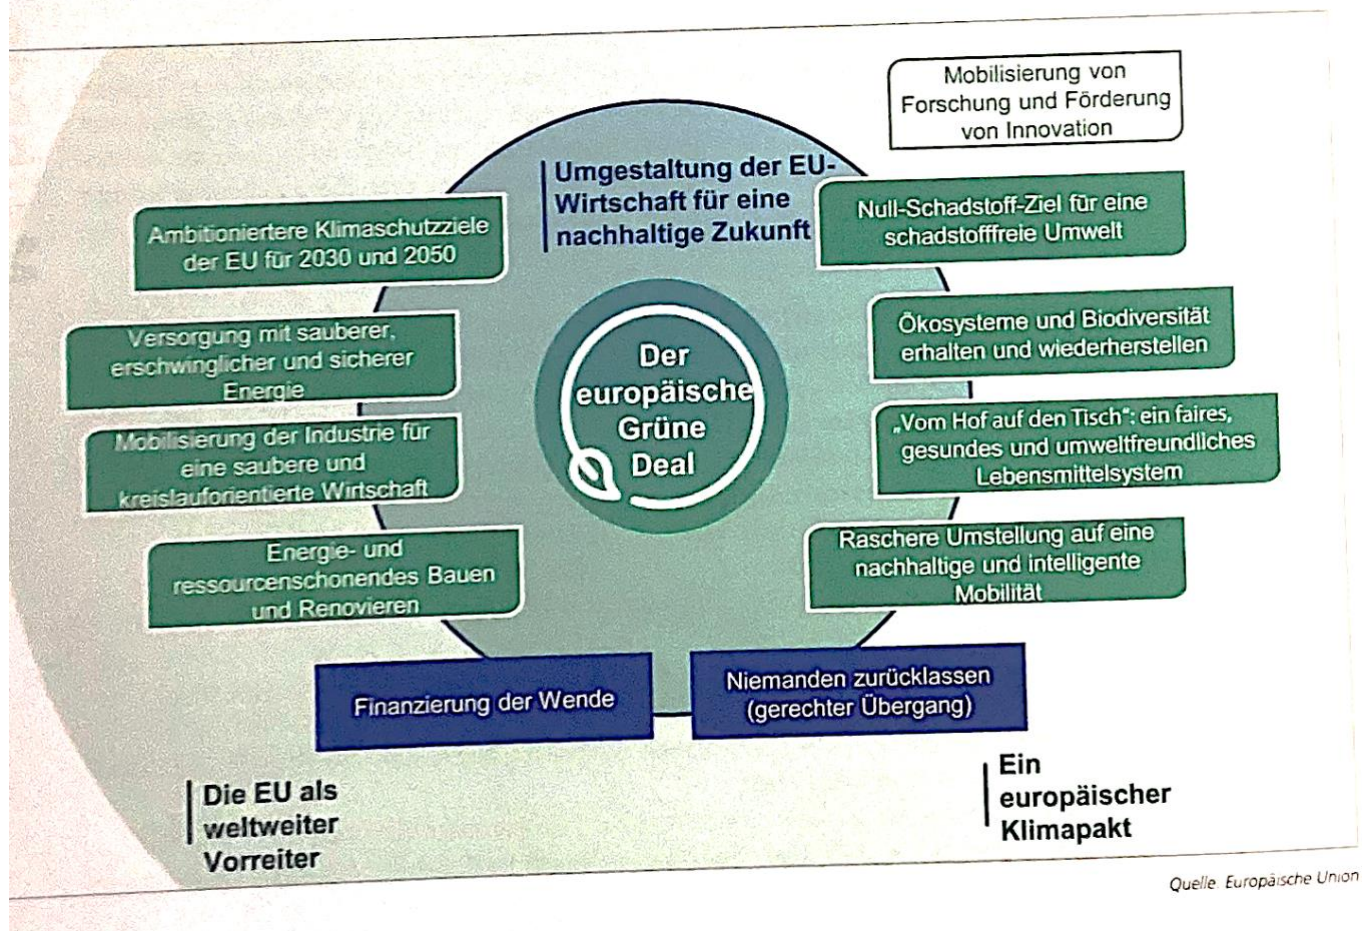 Mobilisierung von
Forschung und Förderung
von Innovation
Umgestaltung der EU-
Wirtschaft für eine
nachhaltige Zukunft
Ambitioniertere Klimaschutzziele
der EU für 2030 und 2050
Null-Schadstoff-Ziel für eine
schadstofffreie Umwelt
Versorgung mit sauberer,
erschwinglicher und sicherer
Energie
Ökosysteme und Biodiversität
erhalten und wiederherstellen
Der
europäische
Grüne
Deal
Mobilisierung der Industrie für
eine saubere und
kreislauforientierte Wirtschaft
„Vom Hof auf den Tisch“: ein faires,
gesundes und umweltfreundliches
Lebensmittelsystem
Energie- und
ressourcenschonendes Bauen
und Renovieren
Raschere Umstellung auf eine
nachhaltige und intelligente
Mobilität
Finanzierung der Wende
Niemanden zurücklassen
(gerechter Übergang)
Die EU als
weltweiter
Vorreiter
Ein
europäischer
Klimapakt
Quelle: Europäische Union